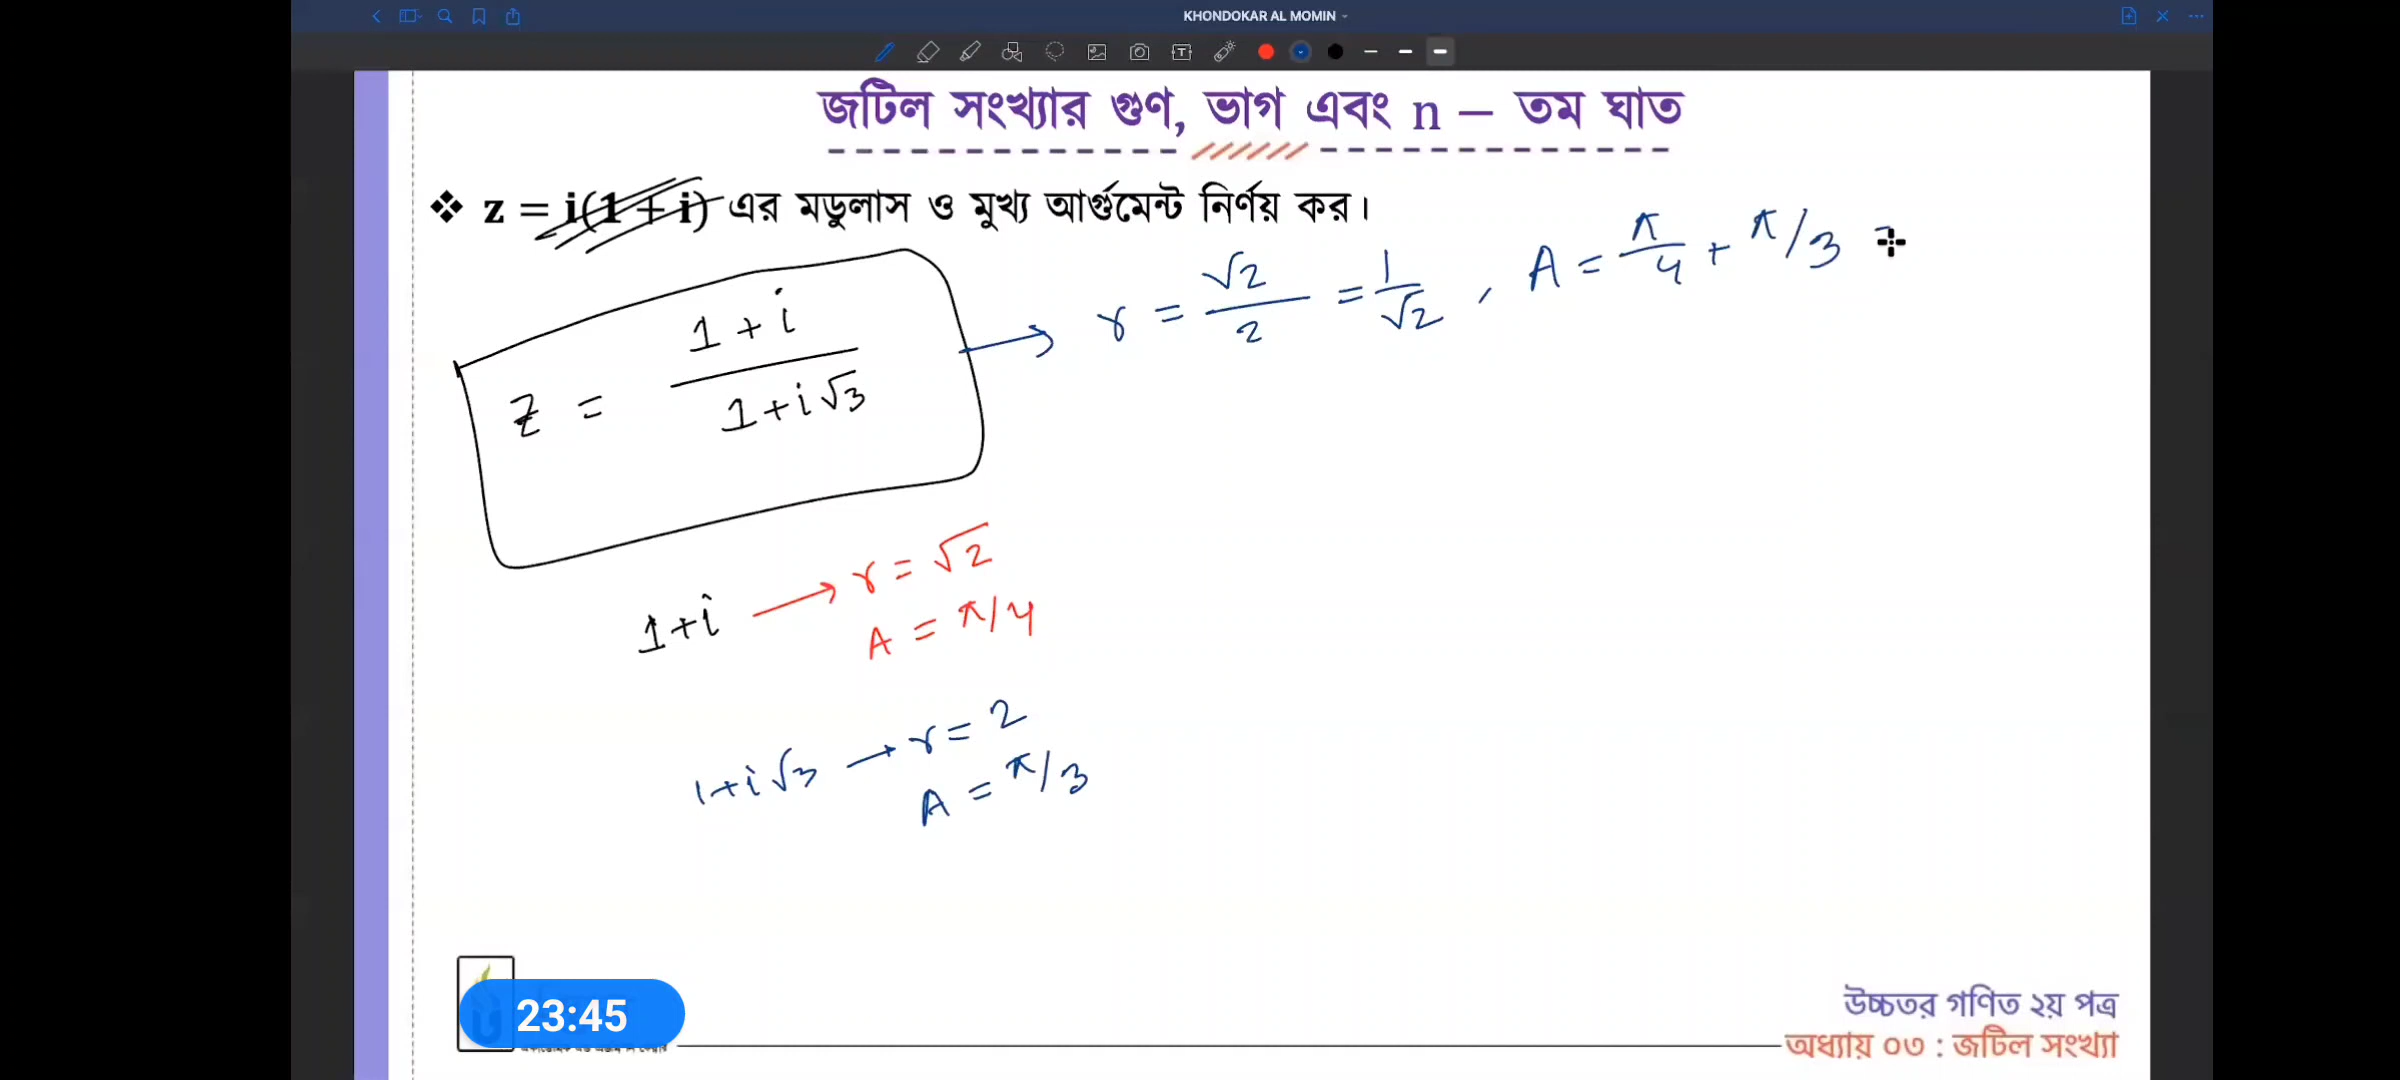 KHONDOKAR AL MOMIN
জটিল সংখ্যার গুণ, ভাগ এবং n – তম ঘাত
❖ z = i(1 + i) এর মডুলাস ও মুখ্য আর্গুমেন্ট নির্ণয় কর।
z = (1+i)/(1+i√3) → r = √2/2 = 1/√2 , A = π/4 + π/3 =
1+i → r = √2
A = π/4
1+i√3 → r = 2
A = π/3
23:45
উচ্চতর গণিত ২য় পত্র
অধ্যায় ০৩ : জটিল সংখ্যা